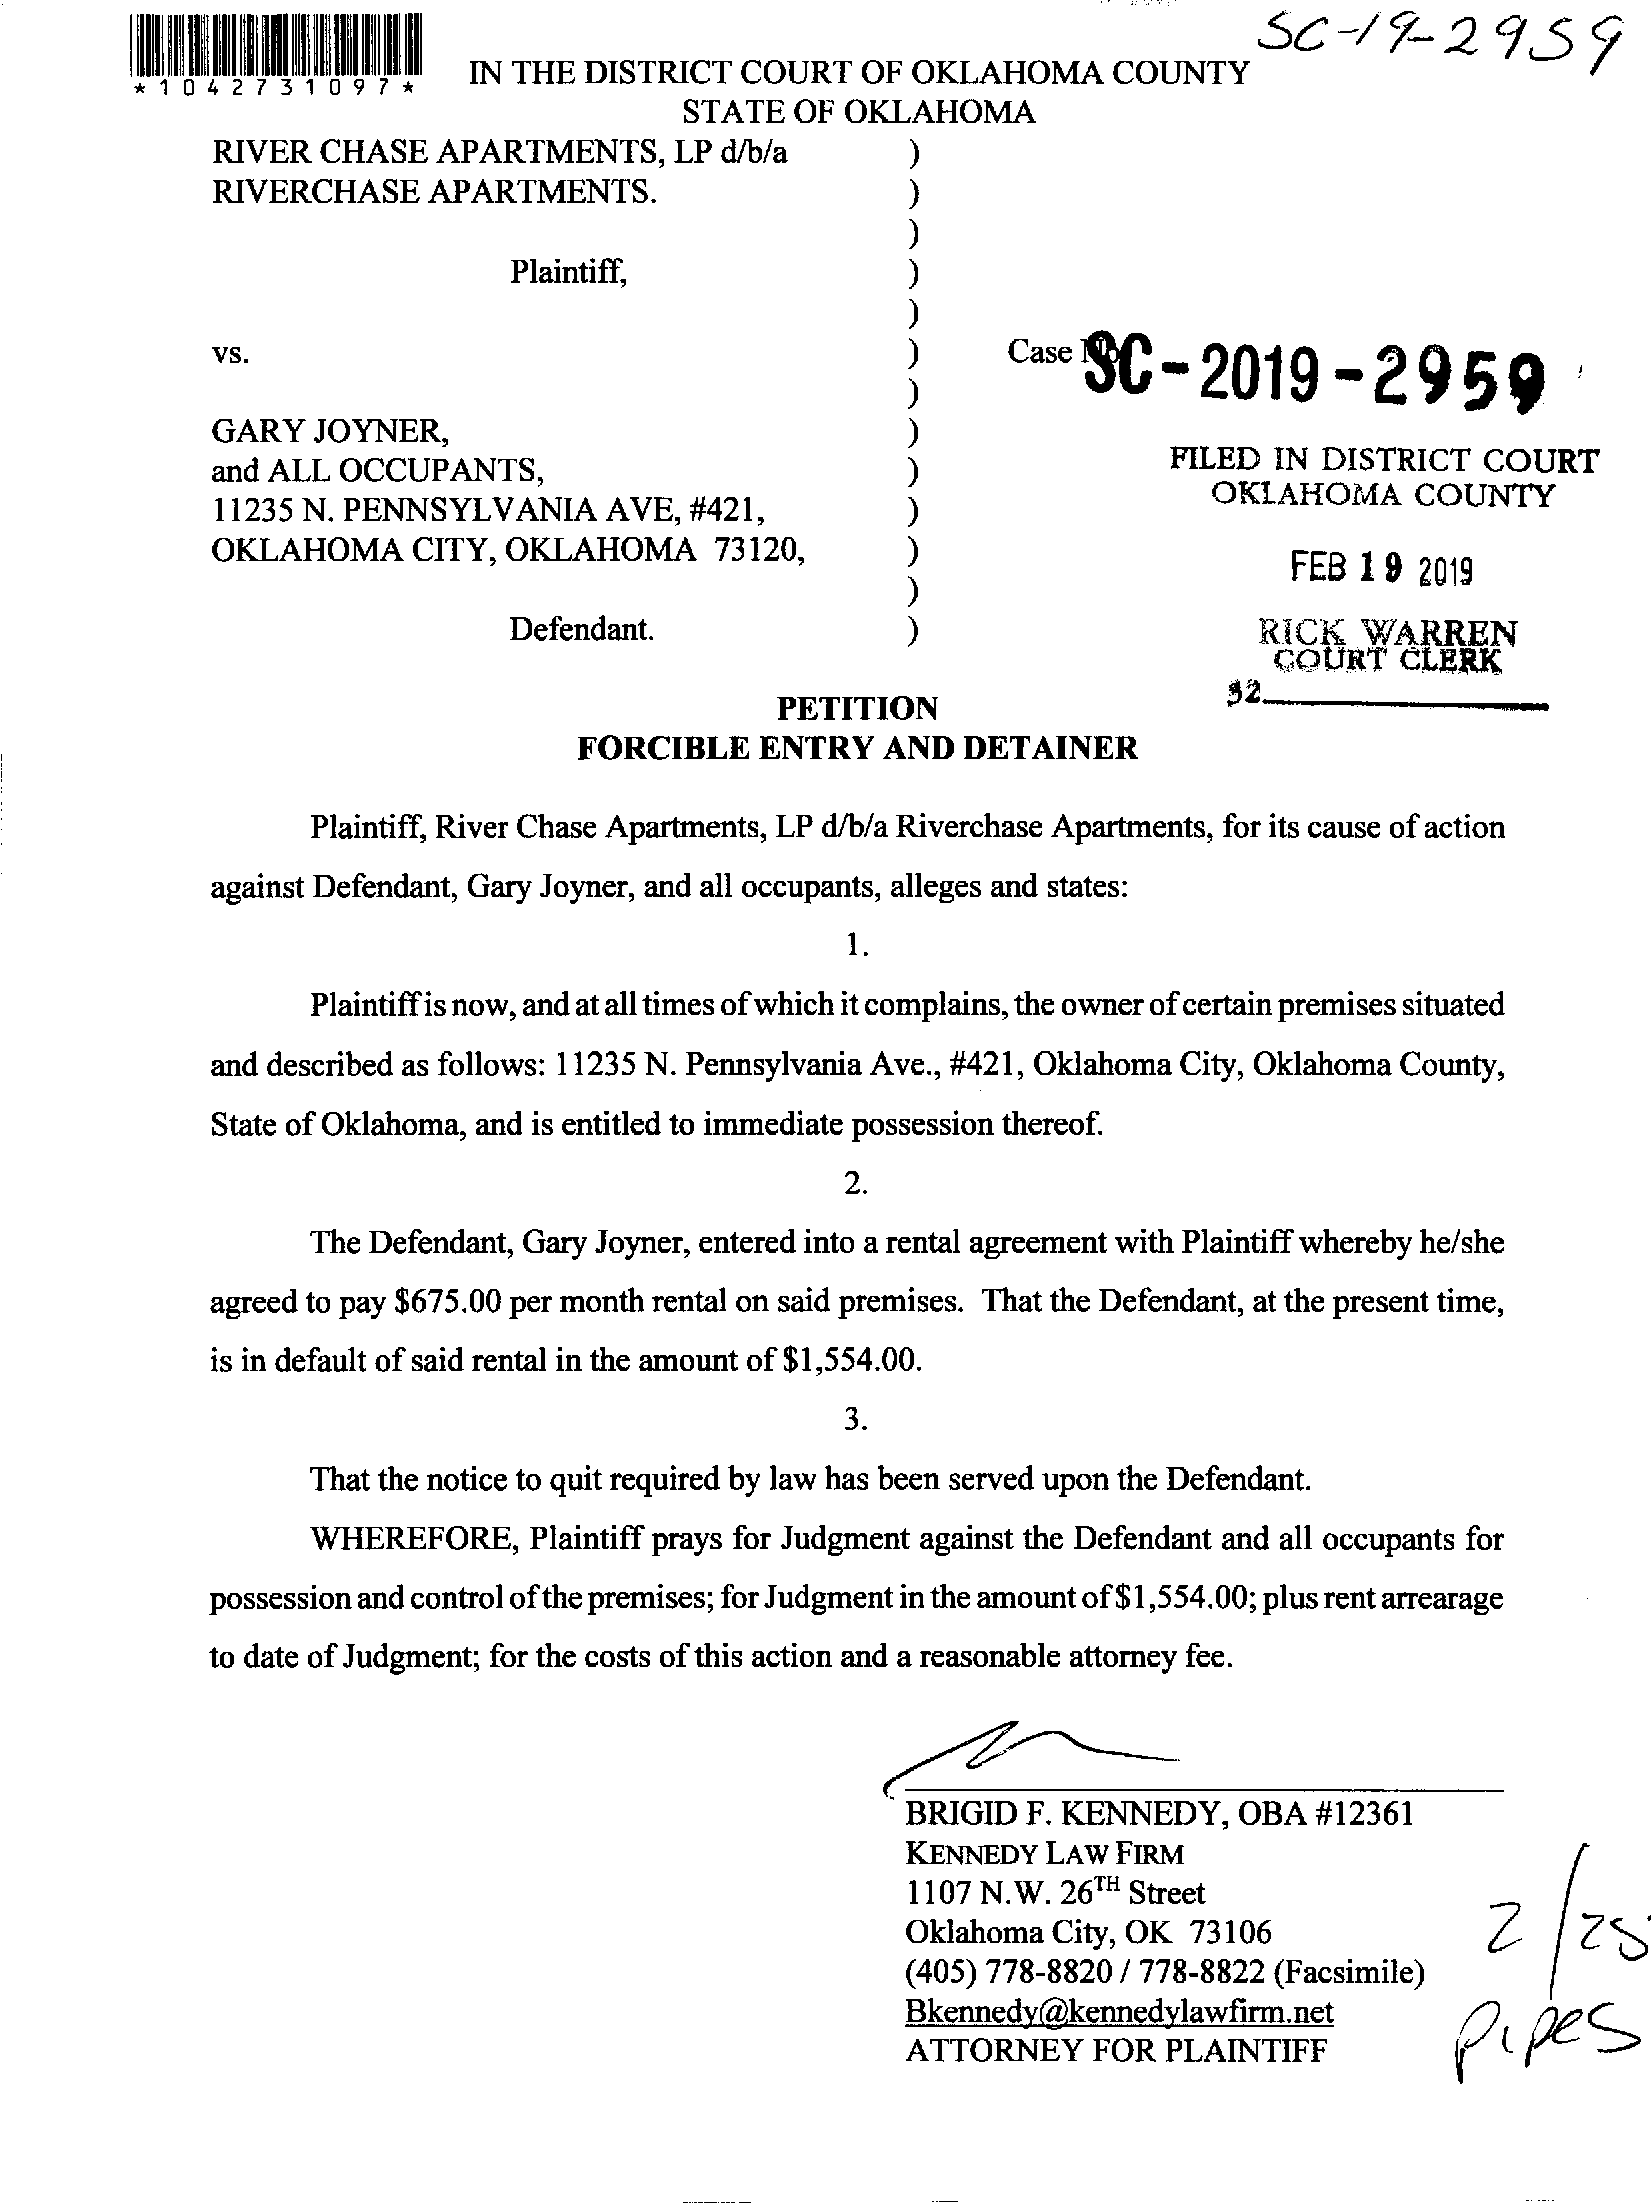 SC-19-2959
*1042731097*
IN THE DISTRICT COURT OF OKLAHOMA COUNTY
STATE OF OKLAHOMA
RIVER CHASE APARTMENTS, LP d/b/a )
RIVERCHASE APARTMENTS. )
)
Plaintiff, )
)
vs. ) Case No. SC-2019-2959
)
GARY JOYNER, )
and ALL OCCUPANTS, )
11235 N. PENNSYLVANIA AVE, #421, )
OKLAHOMA CITY, OKLAHOMA 73120, )
)
Defendant. )
FILED IN DISTRICT COURT
OKLAHOMA COUNTY
FEB 19 2019
RICK WARREN
COURT CLERK
32
PETITION
FORCIBLE ENTRY AND DETAINER
Plaintiff, River Chase Apartments, LP d/b/a Riverchase Apartments, for its cause of action
against Defendant, Gary Joyner, and all occupants, alleges and states:
1.
Plaintiff is now, and at all times of which it complains, the owner of certain premises situated
and described as follows: 11235 N. Pennsylvania Ave., #421, Oklahoma City, Oklahoma County,
State of Oklahoma, and is entitled to immediate possession thereof.
2.
The Defendant, Gary Joyner, entered into a rental agreement with Plaintiff whereby he/she
agreed to pay $675.00 per month rental on said premises. That the Defendant, at the present time,
is in default of said rental in the amount of $1,554.00.
3.
That the notice to quit required by law has been served upon the Defendant.
WHEREFORE, Plaintiff prays for Judgment against the Defendant and all occupants for
possession and control of the premises; for Judgment in the amount of $1,554.00; plus rent arrearage
to date of Judgment; for the costs of this action and a reasonable attorney fee.
BRIGID F. KENNEDY, OBA #12361
KENNEDY LAW FIRM
1107 N.W. 26TH Street
Oklahoma City, OK 73106
(405) 778-8820 / 778-8822 (Facsimile)
Bkennedy@kennedylawfirm.net
ATTORNEY FOR PLAINTIFF
2/25
pipes